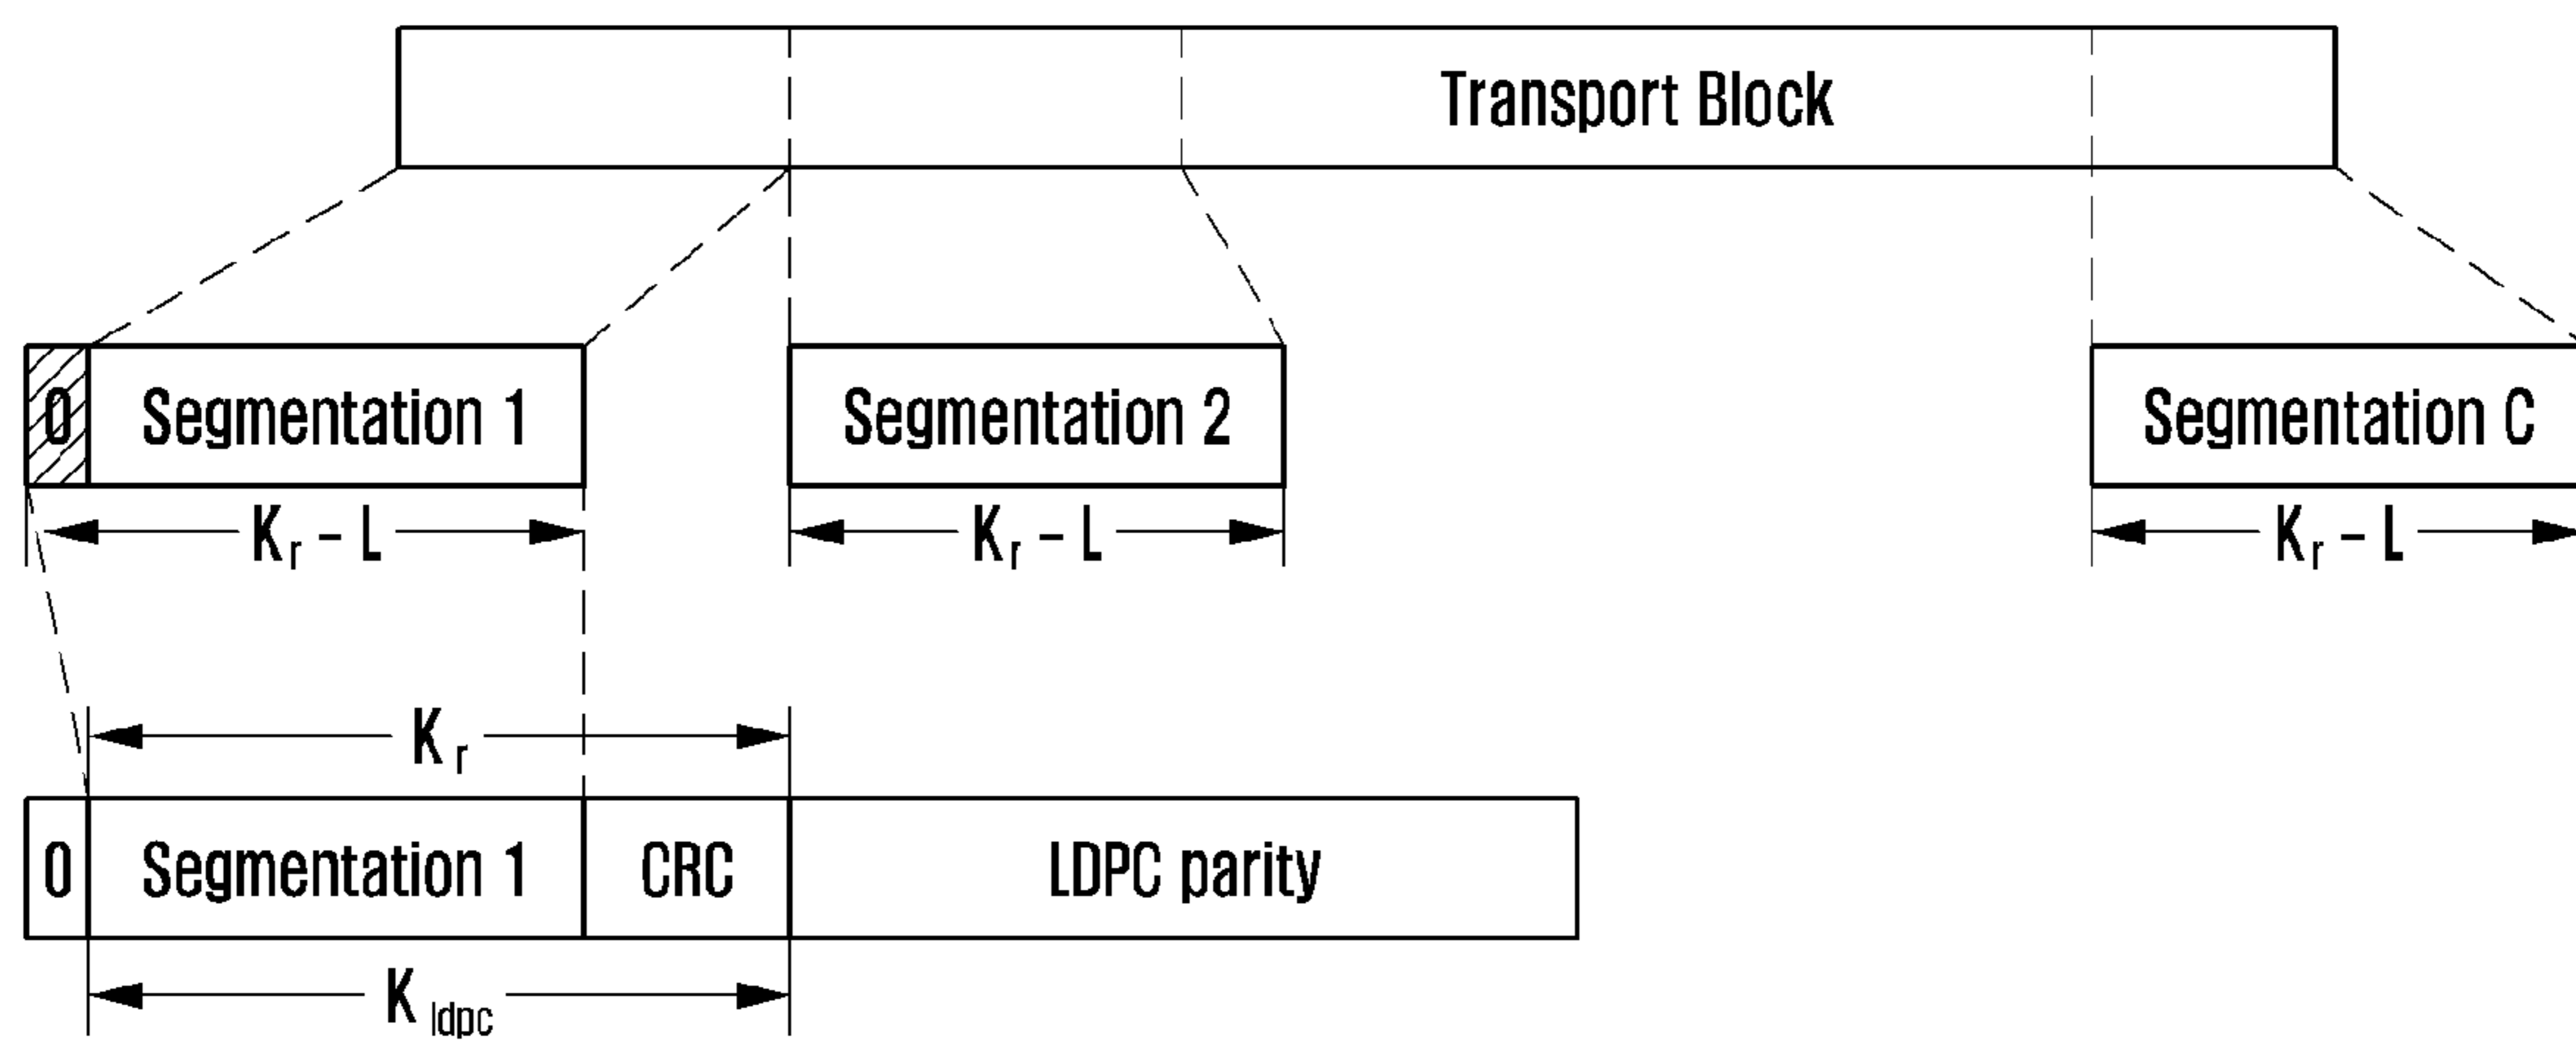 Transport Block
0 Segmentation 1 Segmentation 2 Segmentation C
Kr – L Kr – L Kr – L
Kr
0 Segmentation 1 CRC LDPC parity
Kldpc